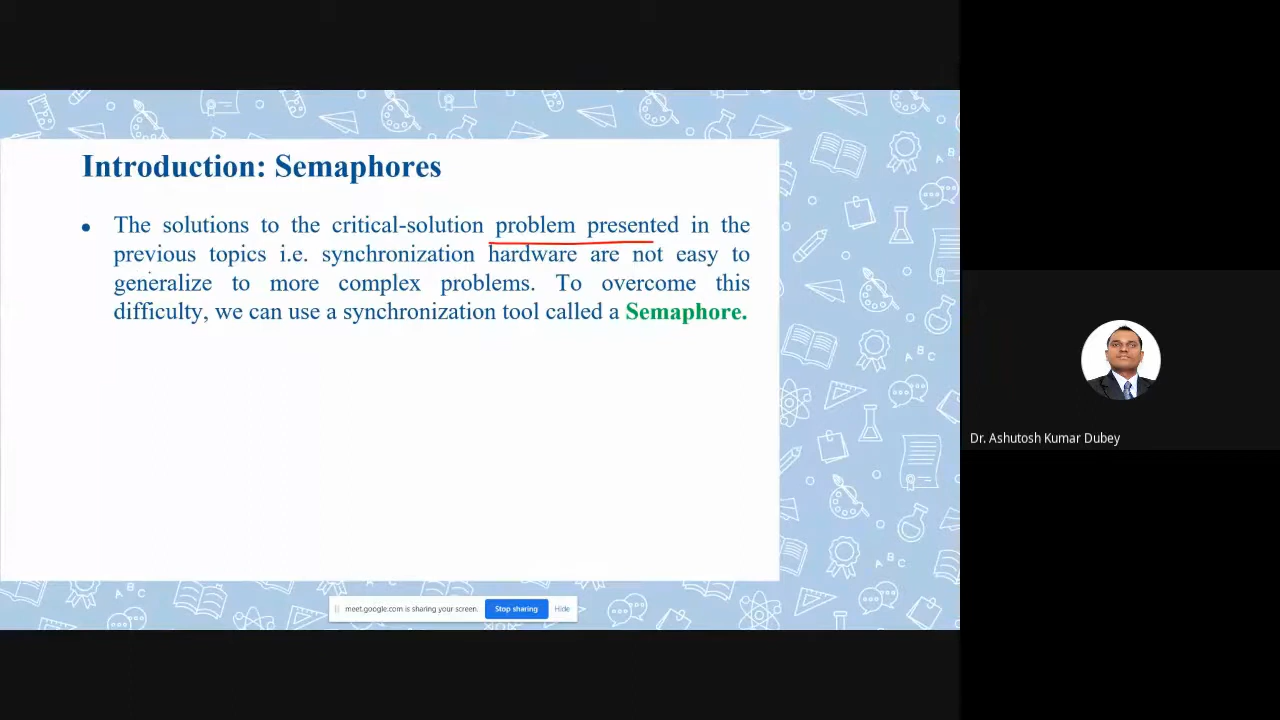 Introduction: Semaphores
• The solutions to the critical-solution problem presented in the
previous topics i.e. synchronization hardware are not easy to
generalize to more complex problems. To overcome this
difficulty, we can use a synchronization tool called a Semaphore.
meet.google.com is sharing your screen. Stop sharing Hide
Dr. Ashutosh Kumar Dubey